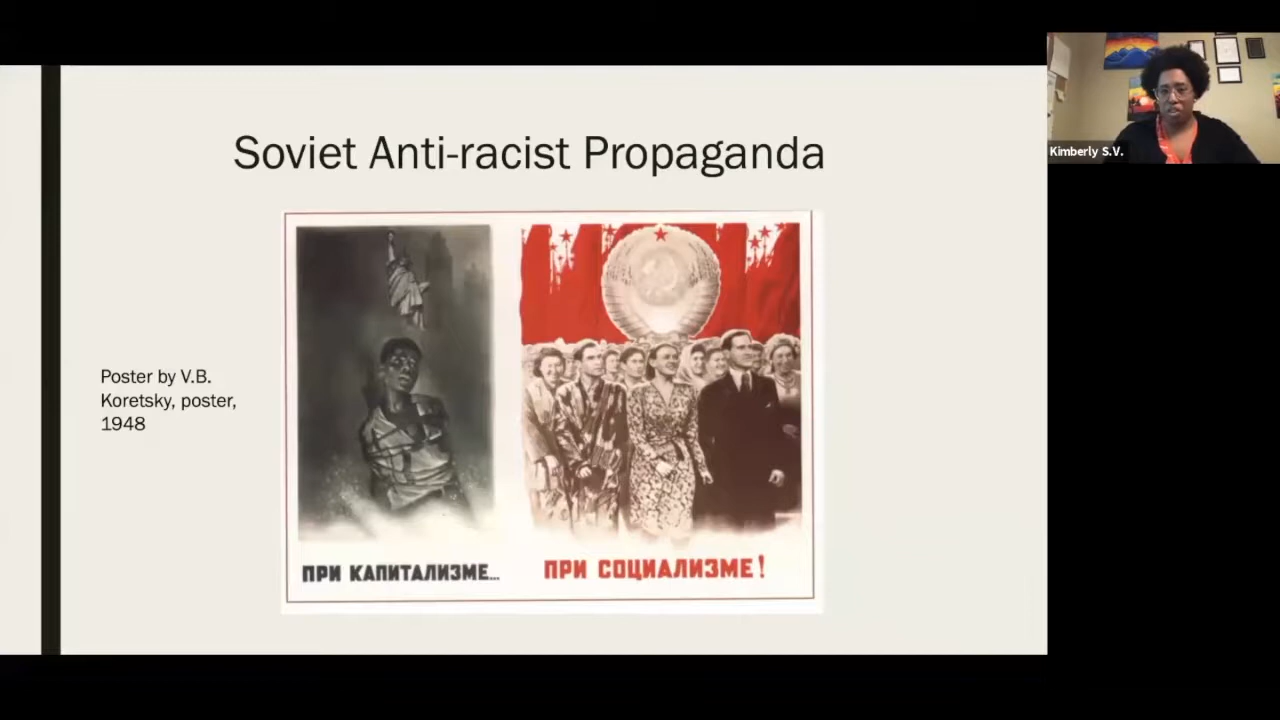 Soviet Anti-racist Propaganda
Poster by V.B.
Koretsky, poster,
1948
ПРИ КАПИТАЛИЗМЕ...
ПРИ СОЦИАЛИЗМЕ!
Kimberly S.V.